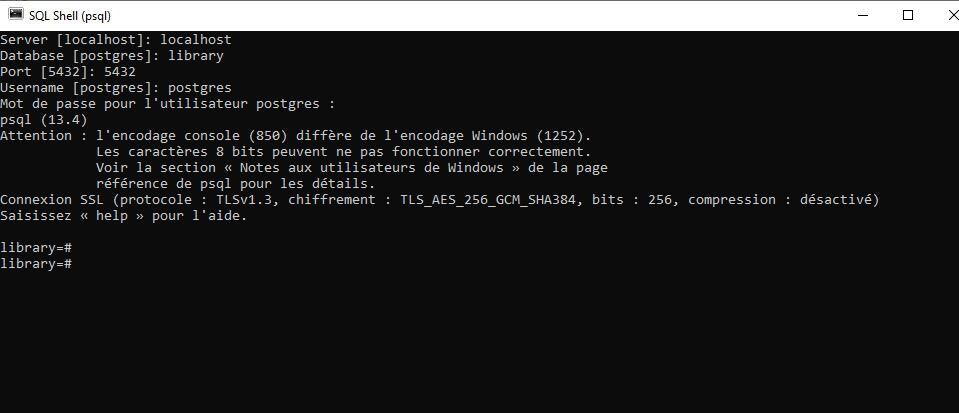 SQL Shell (psql)
Server [localhost]: localhost
Database [postgres]: library
Port [5432]: 5432
Username [postgres]: postgres
Mot de passe pour l'utilisateur postgres :
psql (13.4)
Attention : l'encodage console (850) diffère de l'encodage Windows (1252).
Les caractères 8 bits peuvent ne pas fonctionner correctement.
Voir la section « Notes aux utilisateurs de Windows » de la page
référence de psql pour les détails.
Connexion SSL (protocole : TLSv1.3, chiffrement : TLS_AES_256_GCM_SHA384, bits : 256, compression : désactivé)
Saisissez « help » pour l'aide.
library=#
library=#